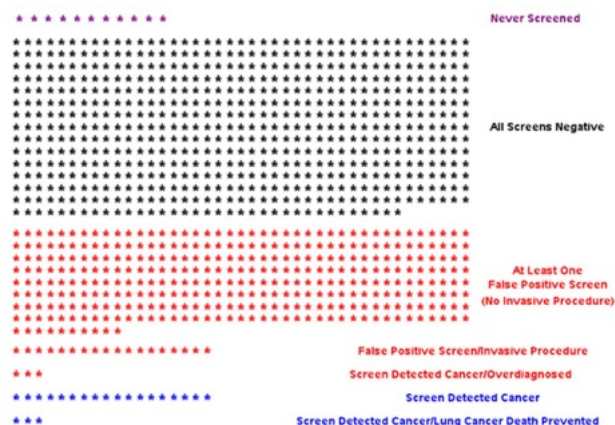 Never Screened
All Screens Negative
At Least One
False Positive Screen
(No Invasive Procedure)
False Positive Screen/Invasive Procedure
Screen Detected Cancer/Overdiagnosed
Screen Detected Cancer
Screen Detected Cancer/Lung Cancer Death Prevented